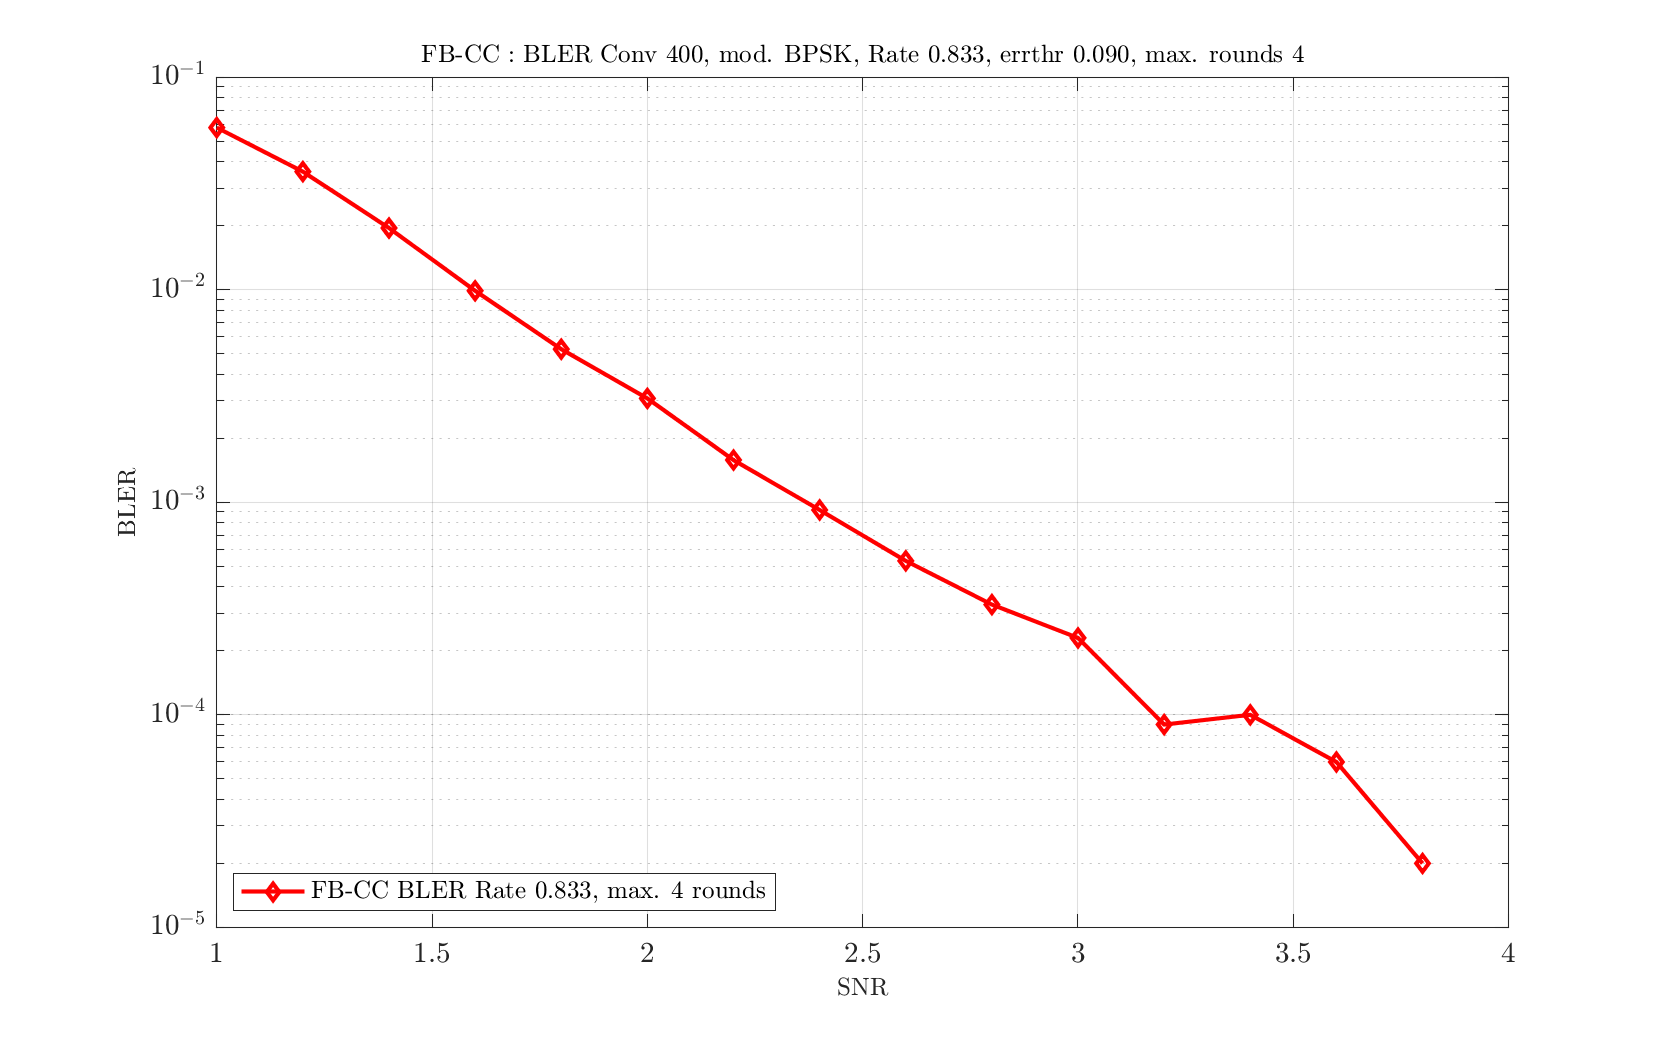 FB-CC : BLER Conv 400, mod. BPSK, Rate 0.833, errthr 0.090, max. rounds 4
10⁻¹
10⁻²
10⁻³
10⁻⁴
10⁻⁵
BLER
FB-CC BLER Rate 0.833, max. 4 rounds
1 1.5 2 2.5 3 3.5 4
SNR